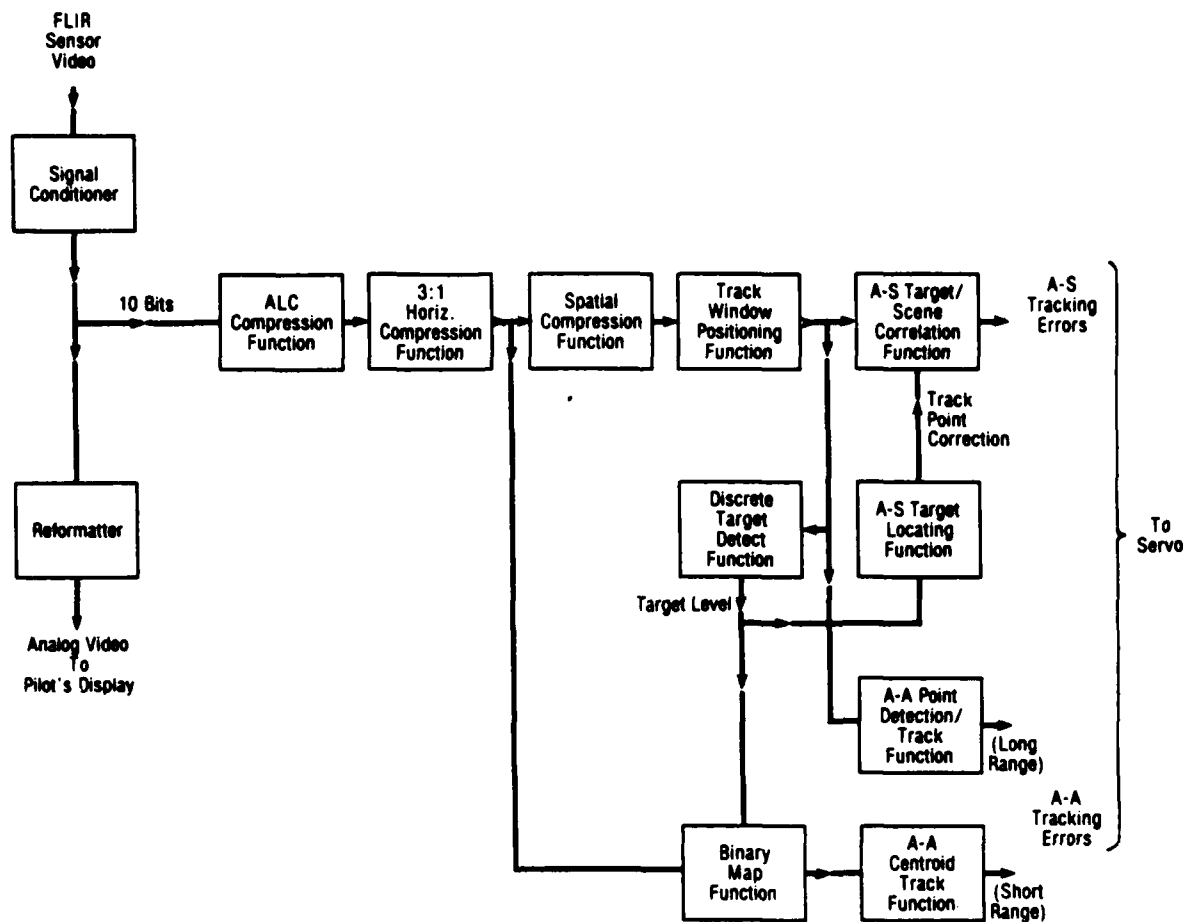 FLIR
Sensor
Video
Signal
Conditioner
10 Bits
ALC
Compression
Function
3:1
Horiz.
Compression
Function
Spatial
Compression
Function
Track
Window
Positioning
Function
A-S Target/
Scene
Correlation
Function
A-S
Tracking
Errors
Track
Point
Correction
Reformatter
Discrete
Target
Detect
Function
A-S Target
Locating
Function
To
Servo
Target Level
Analog Video
To
Pilot's Display
A-A Point
Detection/
Track
Function
(Long
Range)
A-A
Tracking
Errors
Binary
Map
Function
A-A
Centroid
Track
Function
(Short
Range)